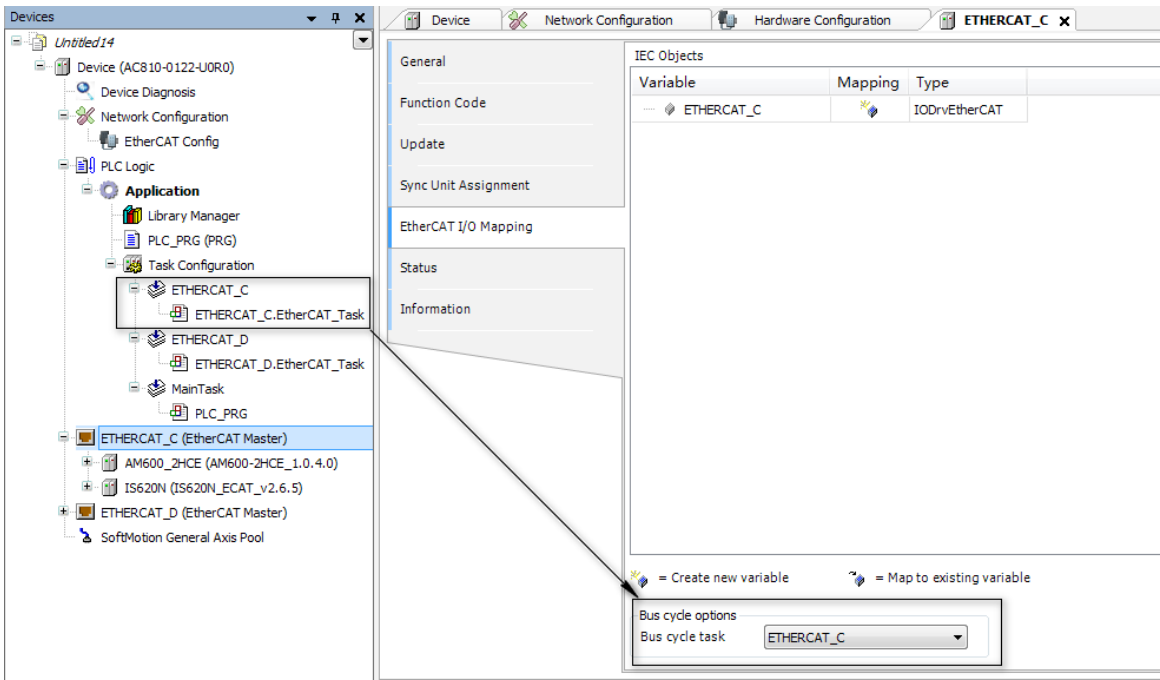 Devices
Untitled14
Device (AC810-0122-U0R0)
Device Diagnosis
Network Configuration
EtherCAT Config
PLC Logic
Application
Library Manager
PLC_PRG (PRG)
Task Configuration
ETHERCAT_C
ETHERCAT_C.EtherCAT_Task
ETHERCAT_D
ETHERCAT_D.EtherCAT_Task
MainTask
PLC_PRG
ETHERCAT_C (EtherCAT Master)
AM600_2HCE (AM600-2HCE_1.0.4.0)
IS620N (IS620N_ECAT_v2.6.5)
ETHERCAT_D (EtherCAT Master)
SoftMotion General Axis Pool
Device Network Configuration Hardware Configuration ETHERCAT_C
General
Function Code
Update
Sync Unit Assignment
EtherCAT I/O Mapping
Status
Information
IEC Objects
Variable Mapping Type
ETHERCAT_C IODrvEtherCAT
= Create new variable = Map to existing variable
Bus cycle options
Bus cycle task ETHERCAT_C